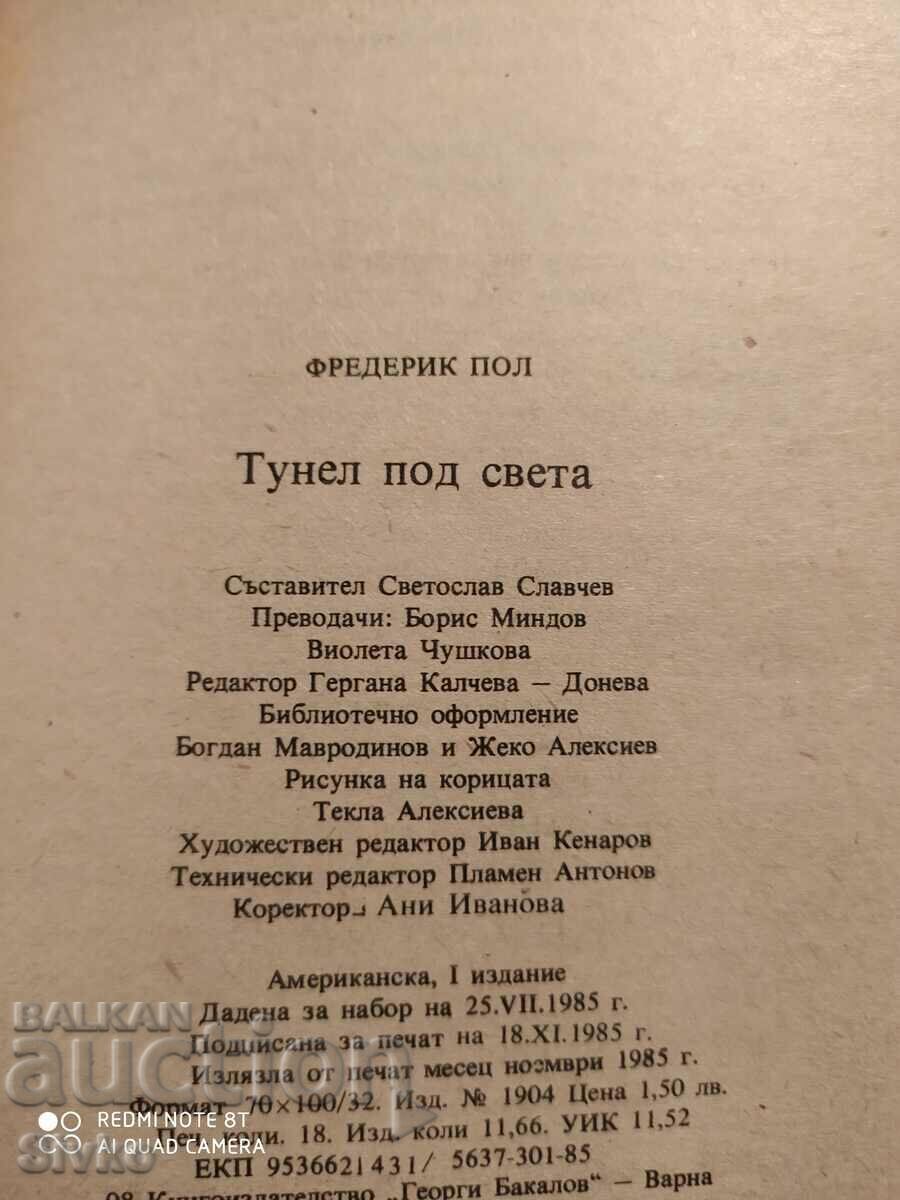 ФРЕДЕРИК ПОЛ
Тунел под света
Съставител Светослав Славчев
Преводачи: Борис Миндов
Виолета Чушкова
Редактор Гергана Калчева – Донева
Библиотечно оформление
Богдан Мавродинов и Жеко Алексиев
Рисунка на корицата
Текла Алексиева
Художествен редактор Иван Кенаров
Технически редактор Пламен Антонов
Коректор Ани Иванова
Американска, I издание
Дадена за набор на 25.VII.1985 г.
Подписана за печат на 18.XI.1985 г.
Излязла от печат месец ноември 1985 г.
Формат 70×100/32. Изд. № 1904 Цена 1,50 лв.
Печ. коли. 18. Изд. коли 11,66. УИК 11,52
ЕКП 9536621431/ 5637-301-85
08 Книгоиздателство „Георги Бакалов“ – Варна
BALKAN
auction
REDMI NOTE 8T
AI QUAD CAMERA
Sivko